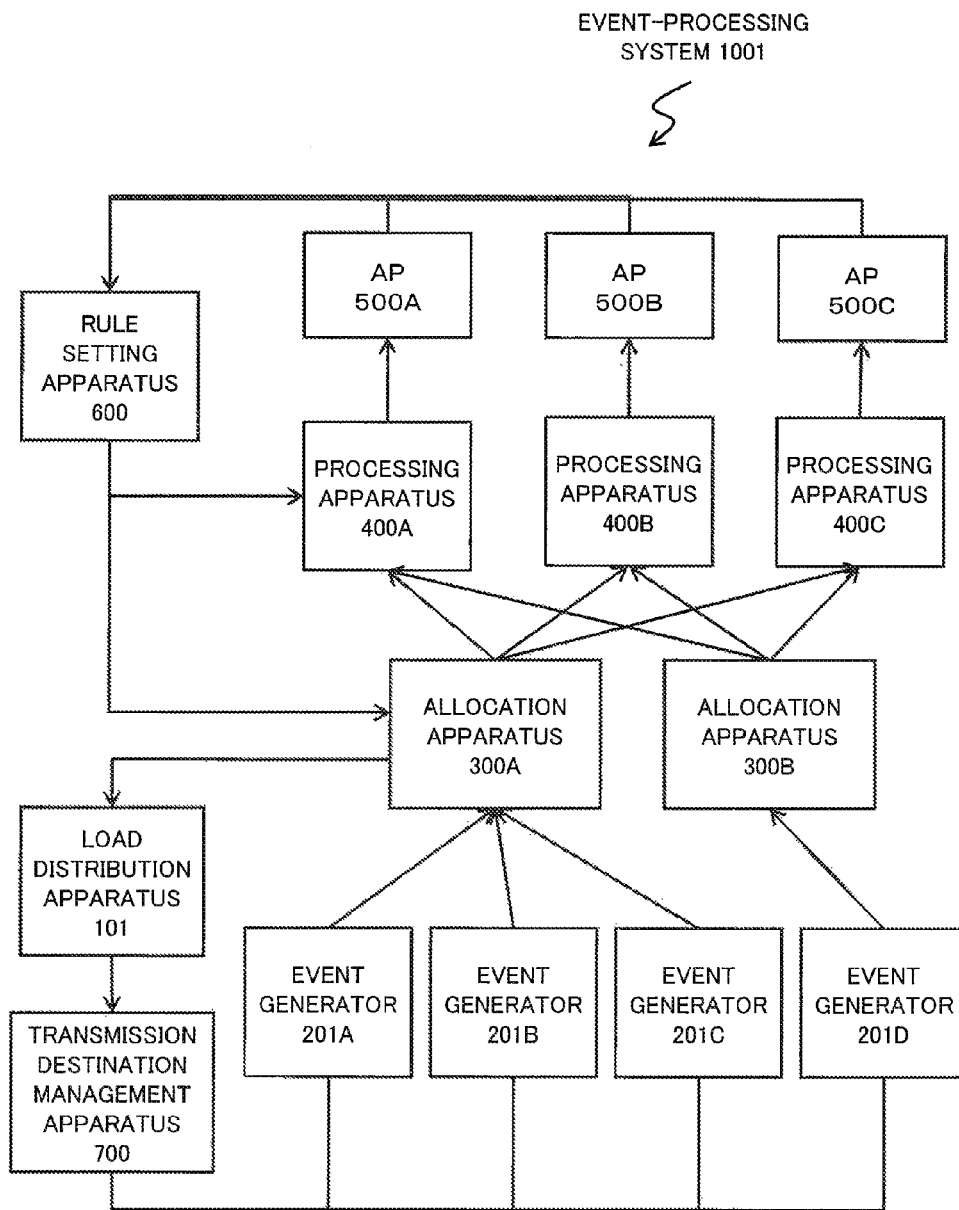 EVENT-PROCESSING
SYSTEM 1001
AP
500A
AP
500B
AP
500C
RULE
SETTING
APPARATUS
600
PROCESSING
APPARATUS
400A
PROCESSING
APPARATUS
400B
PROCESSING
APPARATUS
400C
ALLOCATION
APPARATUS
300A
ALLOCATION
APPARATUS
300B
LOAD
DISTRIBUTION
APPARATUS
101
EVENT
GENERATOR
201A
EVENT
GENERATOR
201B
EVENT
GENERATOR
201C
EVENT
GENERATOR
201D
TRANSMISSION
DESTINATION
MANAGEMENT
APPARATUS
700